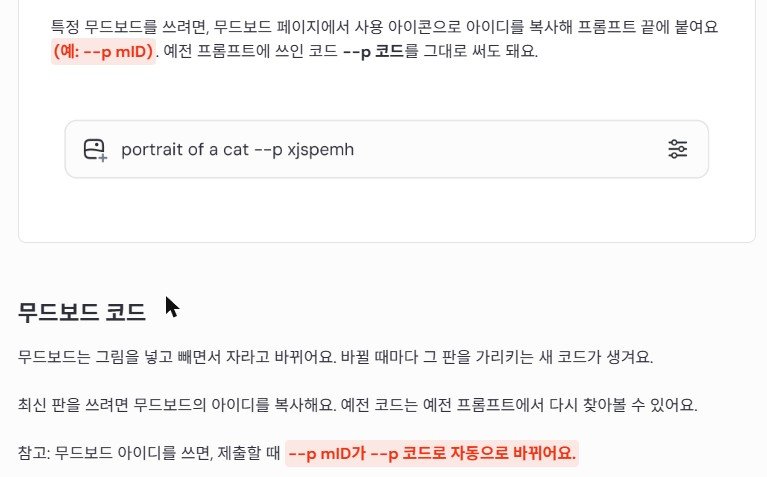 특정 무드보드를 쓰려면, 무드보드 페이지에서 사용 아이콘으로 아이디를 복사해 프롬프트 끝에 붙여요
(예: --p mID). 예전 프롬프트에 쓰인 코드 --p 코드를 그대로 써도 돼요.
portrait of a cat --p xjspemh
무드보드 코드
무드보드는 그림을 넣고 빼면서 자라고 바뀌어요. 바뀔 때마다 그 판을 가리키는 새 코드가 생겨요.
최신 판을 쓰려면 무드보드의 아이디를 복사해요. 예전 코드는 예전 프롬프트에서 다시 찾아볼 수 있어요.
참고: 무드보드 아이디를 쓰면, 제출할 때 --p mID가 --p 코드로 자동으로 바뀌어요.